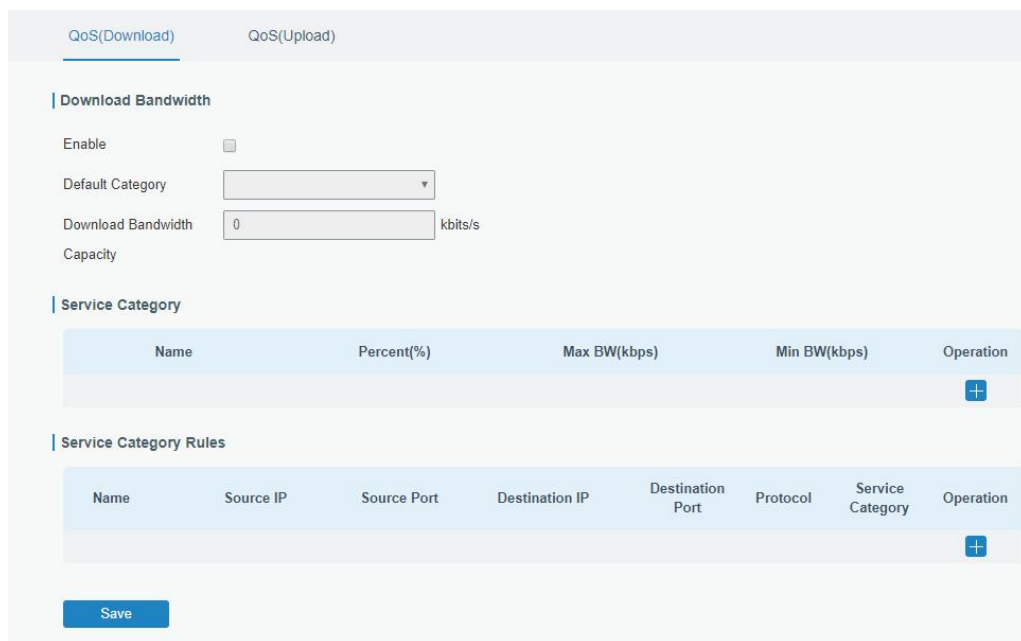 QoS(Download) QoS(Upload)
Download Bandwidth
Enable
Default Category
Download Bandwidth 0 kbits/s
Capacity
Service Category
Name Percent(%) Max BW(kbps) Min BW(kbps) Operation
Service Category Rules
Name Source IP Source Port Destination IP Destination Port Protocol Service Category Operation
Save